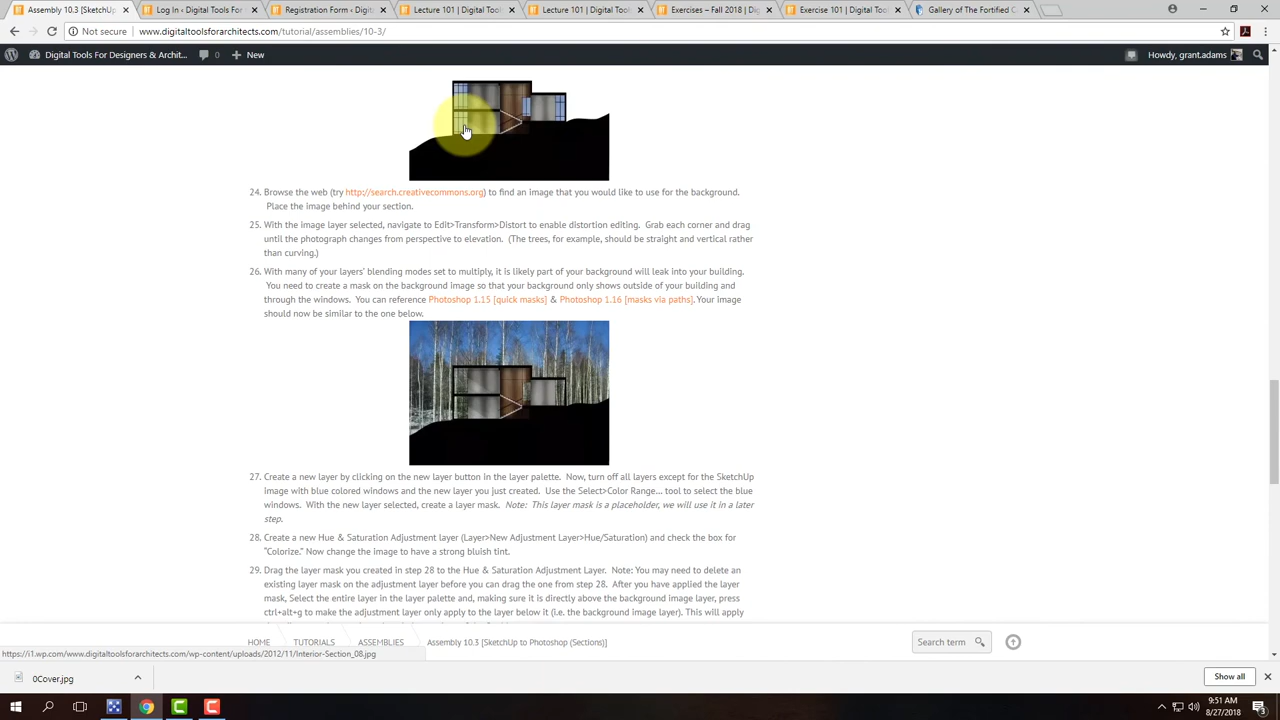 Assembly 10.3 [SketchUp
Log In ‹ Digital Tools For
Registration Form ‹ Digit
Lecture 101 | Digital Tool
Lecture 101 | Digital Tool
Exercises – Fall 2018 | Di
Exercise 101 | Digital Too
Gallery of The Fortified C
Not secure www.digitaltoolsforarchitects.com/tutorial/assemblies/10-3/
Digital Tools For Designers & Archit... 0 New Howdy, grant.adams
24. Browse the web (try http://search.creativecommons.org) to find an image that you would like to use for the background.
Place the image behind your section.
25. With the image layer selected, navigate to Edit>Transform>Distort to enable distortion editing. Grab each corner and drag
until the photograph changes from perspective to elevation. (The trees, for example, should be straight and vertical rather
than curving.)
26. With many of your layers' blending modes set to multiply, it is likely part of your background will leak into your building.
You need to create a mask on the background image so that your background only shows outside of your building and
through the windows. You can reference Photoshop 1.15 [quick masks] & Photoshop 1.16 [masks via paths]. Your image
should now be similar to the one below.
27. Create a new layer by clicking on the new layer button in the layer palette. Now, turn off all layers except for the SketchUp
image with blue colored windows and the new layer you just created. Use the Select>Color Range... tool to select the blue
windows. With the new layer selected, create a layer mask. Note: This layer mask is a placeholder, we will use it in a later
step.
28. Create a new Hue & Saturation Adjustment layer (Layer>New Adjustment Layer>Hue/Saturation) and check the box for
"Colorize." Now change the image to have a strong bluish tint.
29. Drag the layer mask you created in step 28 to the Hue & Saturation Adjustment Layer. Note: You may need to delete an
existing layer mask on the adjustment layer before you can drag the one from step 28. After you have applied the layer
mask, Select the entire layer in the layer palette and, making sure it is directly above the background image layer, press
ctrl+alt+g to make the adjustment layer only apply to the layer below it (i.e. the background image layer). This will apply
HOME TUTORIALS ASSEMBLIES Assembly 10.3 [SketchUp to Photoshop (Sections)] Search term
https://i1.wp.com/www.digitaltoolsforarchitects.com/wp-content/uploads/2012/11/Interior-Section_08.jpg
0Cover.jpg Show all
9:51 AM
8/27/2018
3